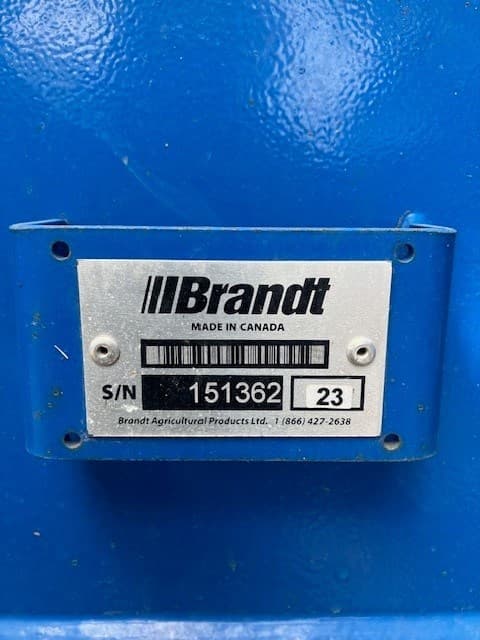 Brandt
MADE IN CANADA
S/N 151362 23
Brandt Agricultural Products Ltd. 1 (866) 427-2638